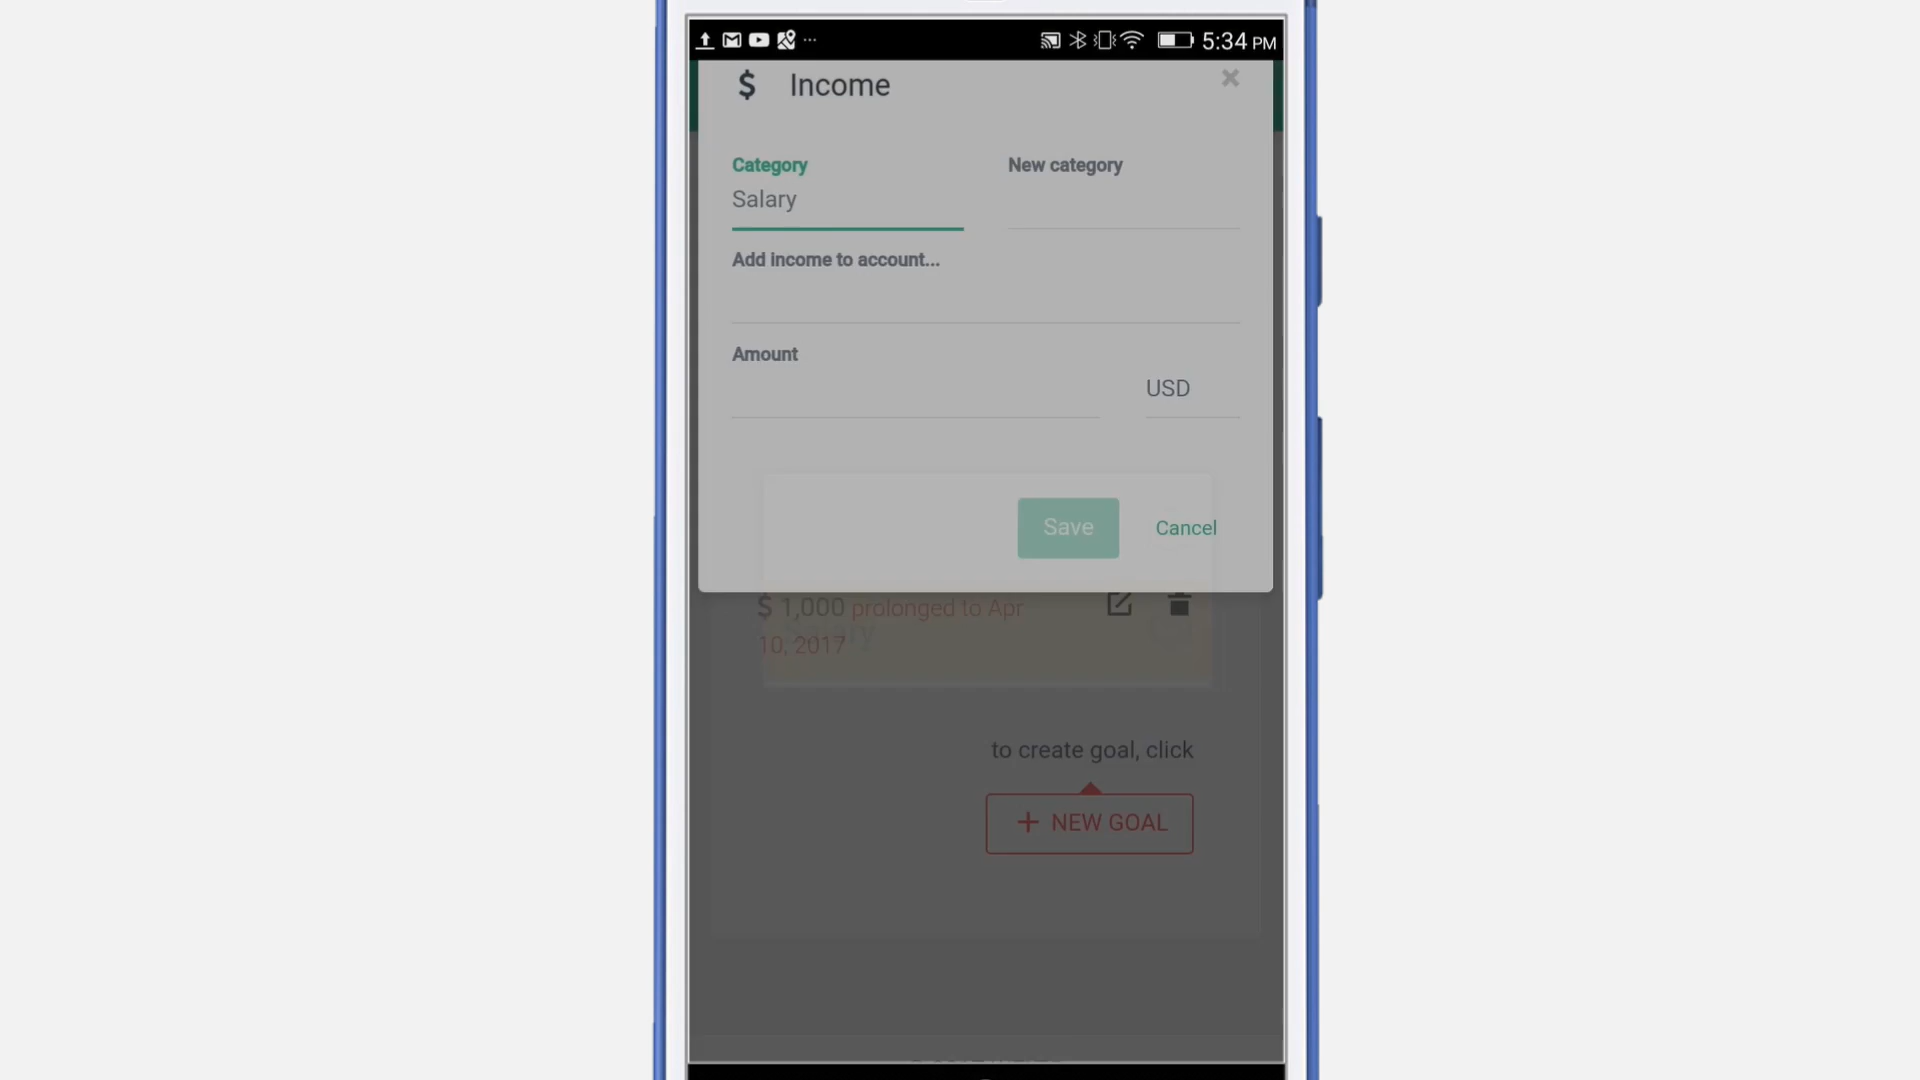 5:34 PM
$ Income ×
Category New category
Salary
Add income to account...
Amount
USD
Save Cancel
$ 1,000 prolonged to Apr
10, 2017
to create goal, click
+ NEW GOAL